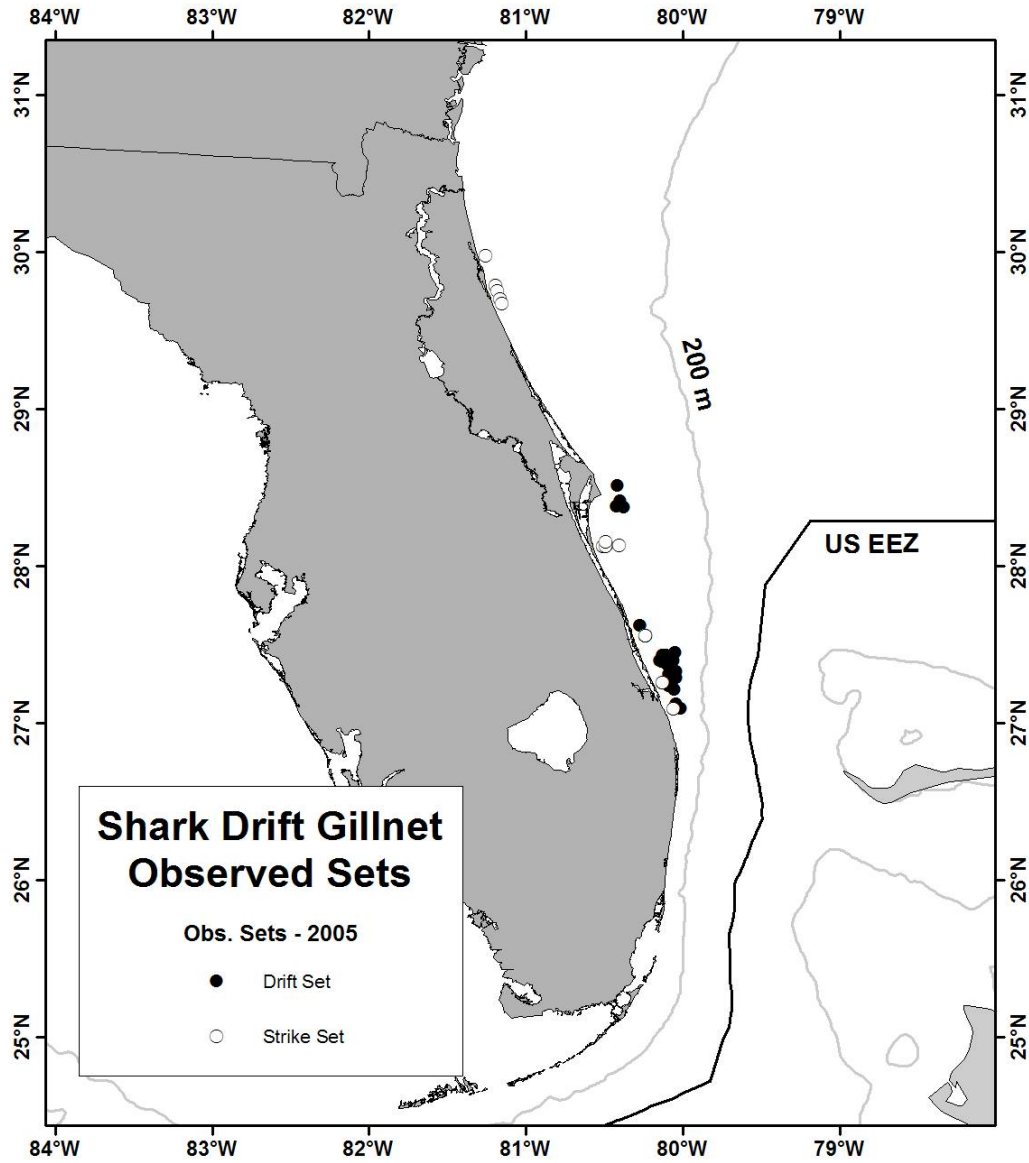 84°W 83°W 82°W 81°W 80°W 79°W
31°N 31°N
30°N 30°N
200 m
29°N 29°N
US EEZ
28°N 28°N
27°N 27°N
Shark Drift Gillnet
Observed Sets
26°N 26°N
Obs. Sets - 2005
Drift Set
Strike Set
25°N 25°N
84°W 83°W 82°W 81°W 80°W 79°W